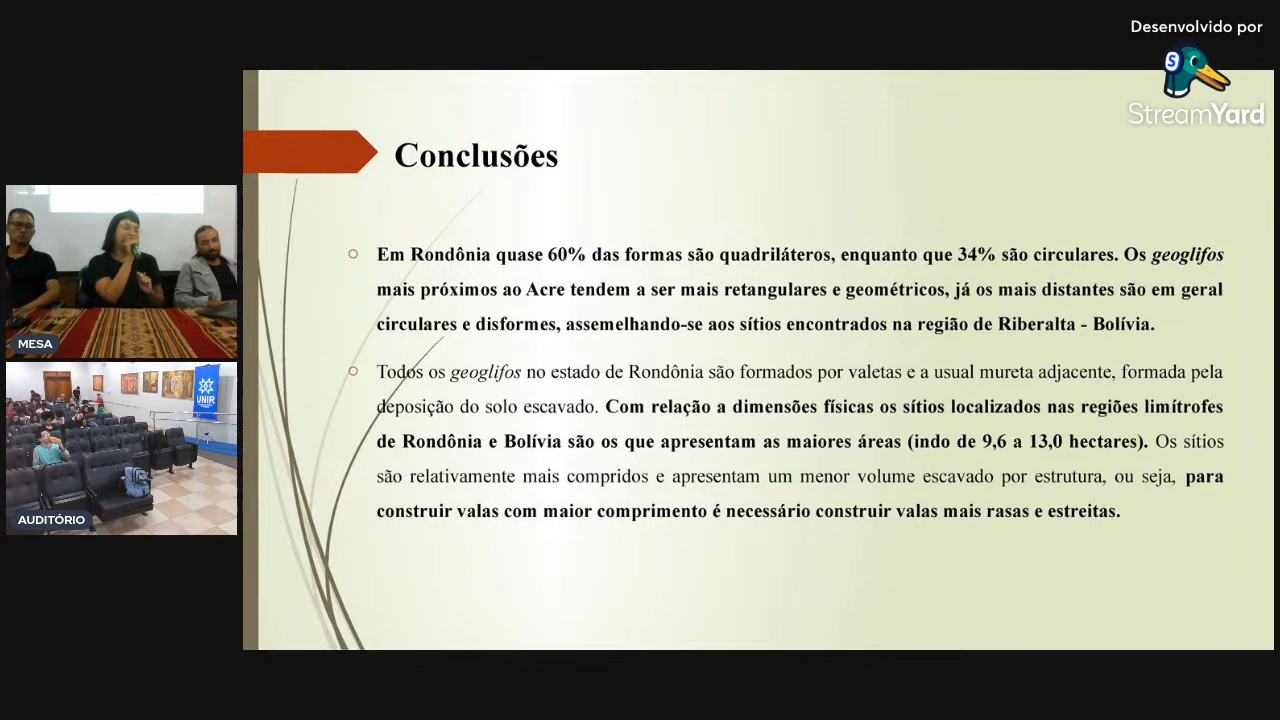 Desenvolvido por
StreamYard
Conclusões
Em Rondônia quase 60% das formas são quadriláteros, enquanto que 34% são circulares. Os geoglifos
mais próximos ao Acre tendem a ser mais retangulares e geométricos, já os mais distantes são em geral
circulares e disformes, assemelhando-se aos sítios encontrados na região de Riberalta - Bolívia.
Todos os geoglifos no estado de Rondônia são formados por valetas e a usual mureta adjacente, formada pela
deposição do solo escavado. Com relação a dimensões físicas os sítios localizados nas regiões limítrofes
de Rondônia e Bolívia são os que apresentam as maiores áreas (indo de 9,6 a 13,0 hectares). Os sítios
são relativamente mais compridos e apresentam um menor volume escavado por estrutura, ou seja, para
construir valas com maior comprimento é necessário construir valas mais rasas e estreitas.
MESA
UNIR
AUDITÓRIO